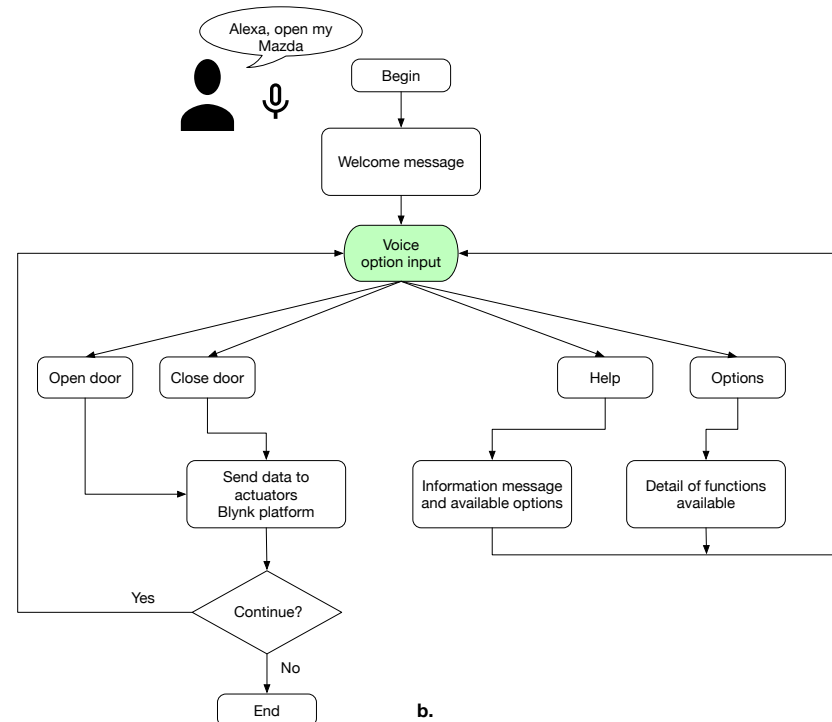 Alexa, open my
Mazda
Begin
Welcome message
Voice
option input
Open door
Close door
Help
Options
Send data to
actuators
Blynk platform
Information message
and available options
Detail of functions
available
Yes
Continue?
No
End
b.